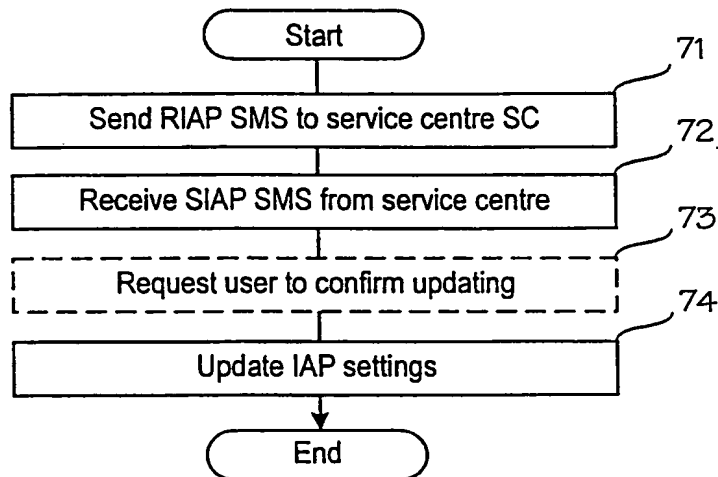 Start
71
Send RIAP SMS to service centre SC
72
Receive SIAP SMS from service centre
73
Request user to confirm updating
74
Update IAP settings
End